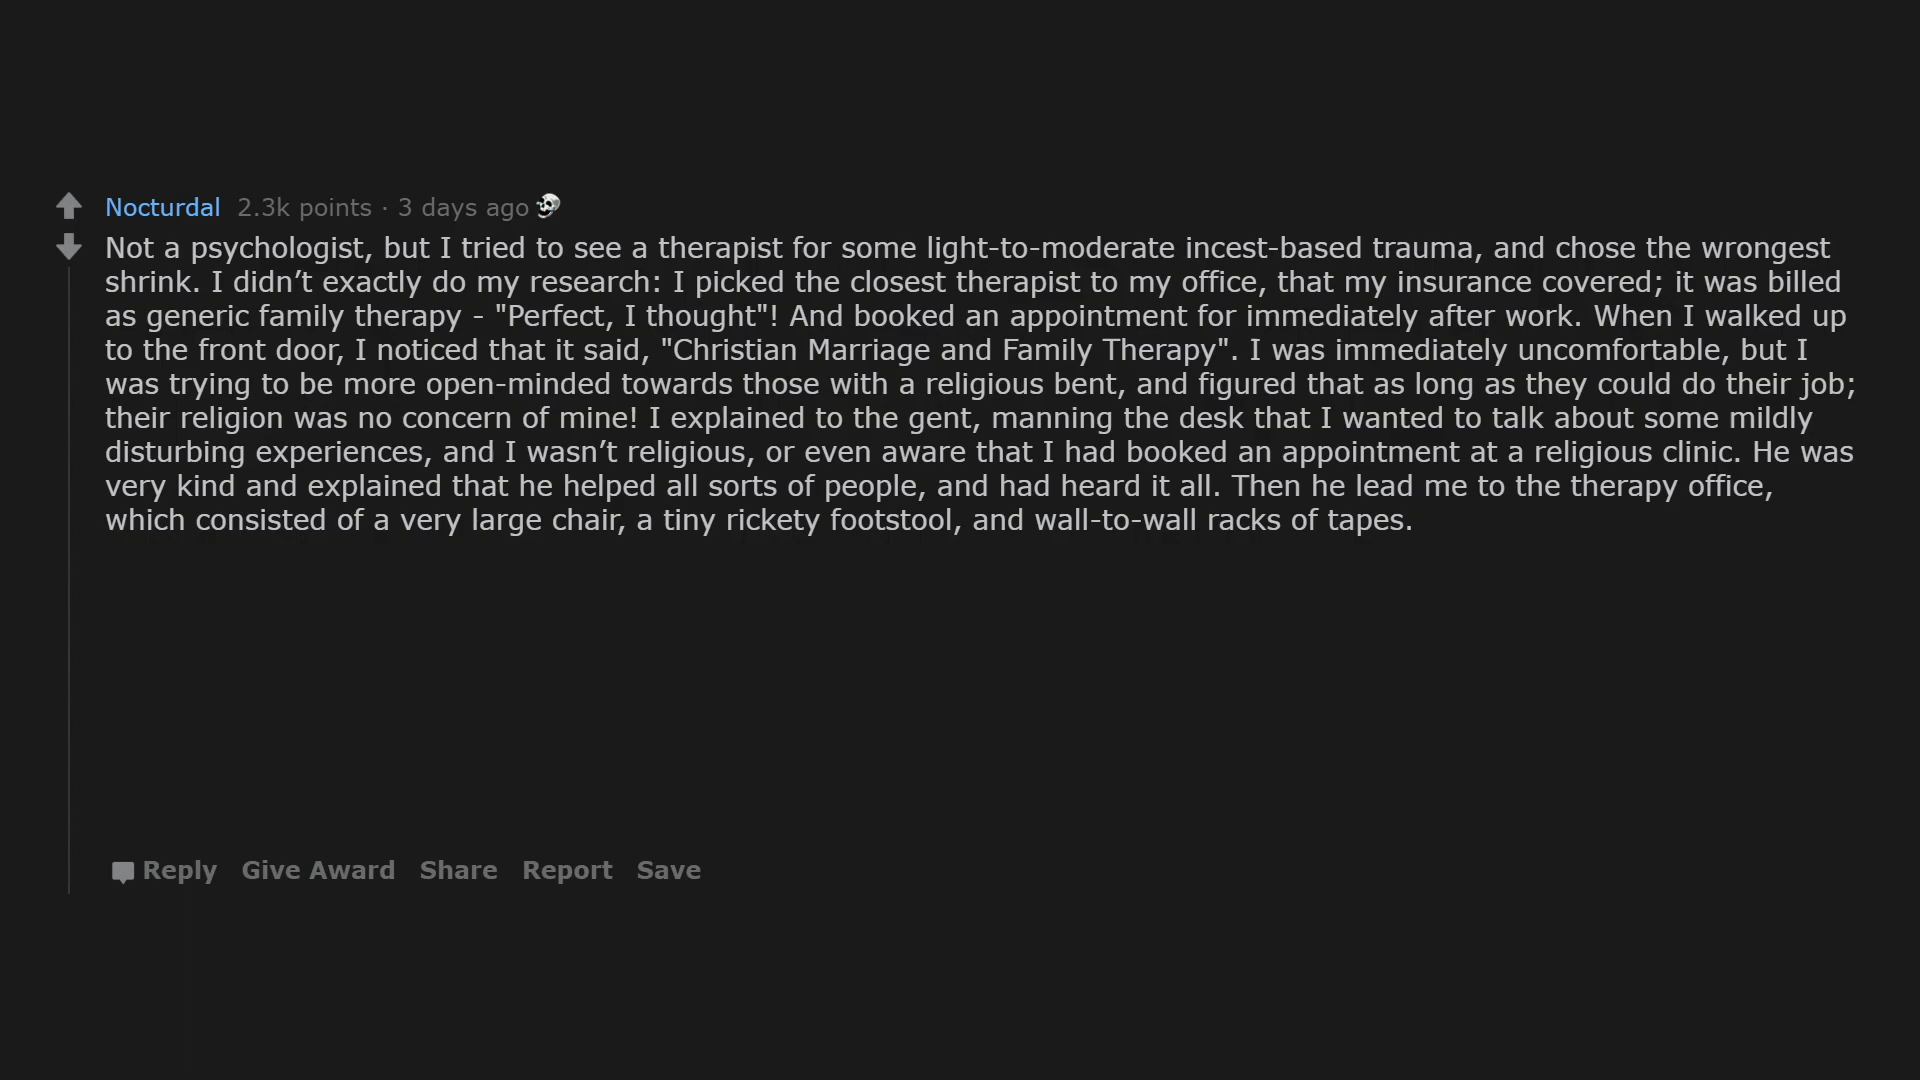 Nocturdal 2.3k points · 3 days ago
Not a psychologist, but I tried to see a therapist for some light-to-moderate incest-based trauma, and chose the wrongest
shrink. I didn’t exactly do my research: I picked the closest therapist to my office, that my insurance covered; it was billed
as generic family therapy - "Perfect, I thought"! And booked an appointment for immediately after work. When I walked up
to the front door, I noticed that it said, "Christian Marriage and Family Therapy". I was immediately uncomfortable, but I
was trying to be more open-minded towards those with a religious bent, and figured that as long as they could do their job;
their religion was no concern of mine! I explained to the gent, manning the desk that I wanted to talk about some mildly
disturbing experiences, and I wasn’t religious, or even aware that I had booked an appointment at a religious clinic. He was
very kind and explained that he helped all sorts of people, and had heard it all. Then he lead me to the therapy office,
which consisted of a very large chair, a tiny rickety footstool, and wall-to-wall racks of tapes.
Reply Give Award Share Report Save